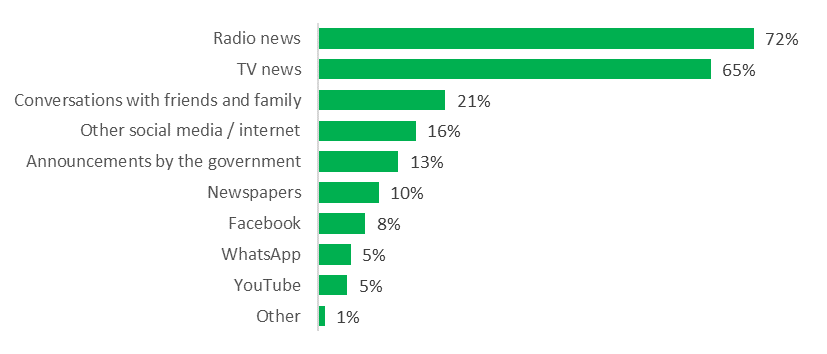 Radio news 72%
TV news 65%
Conversations with friends and family 21%
Other social media / internet 16%
Announcements by the government 13%
Newspapers 10%
Facebook 8%
WhatsApp 5%
YouTube 5%
Other 1%